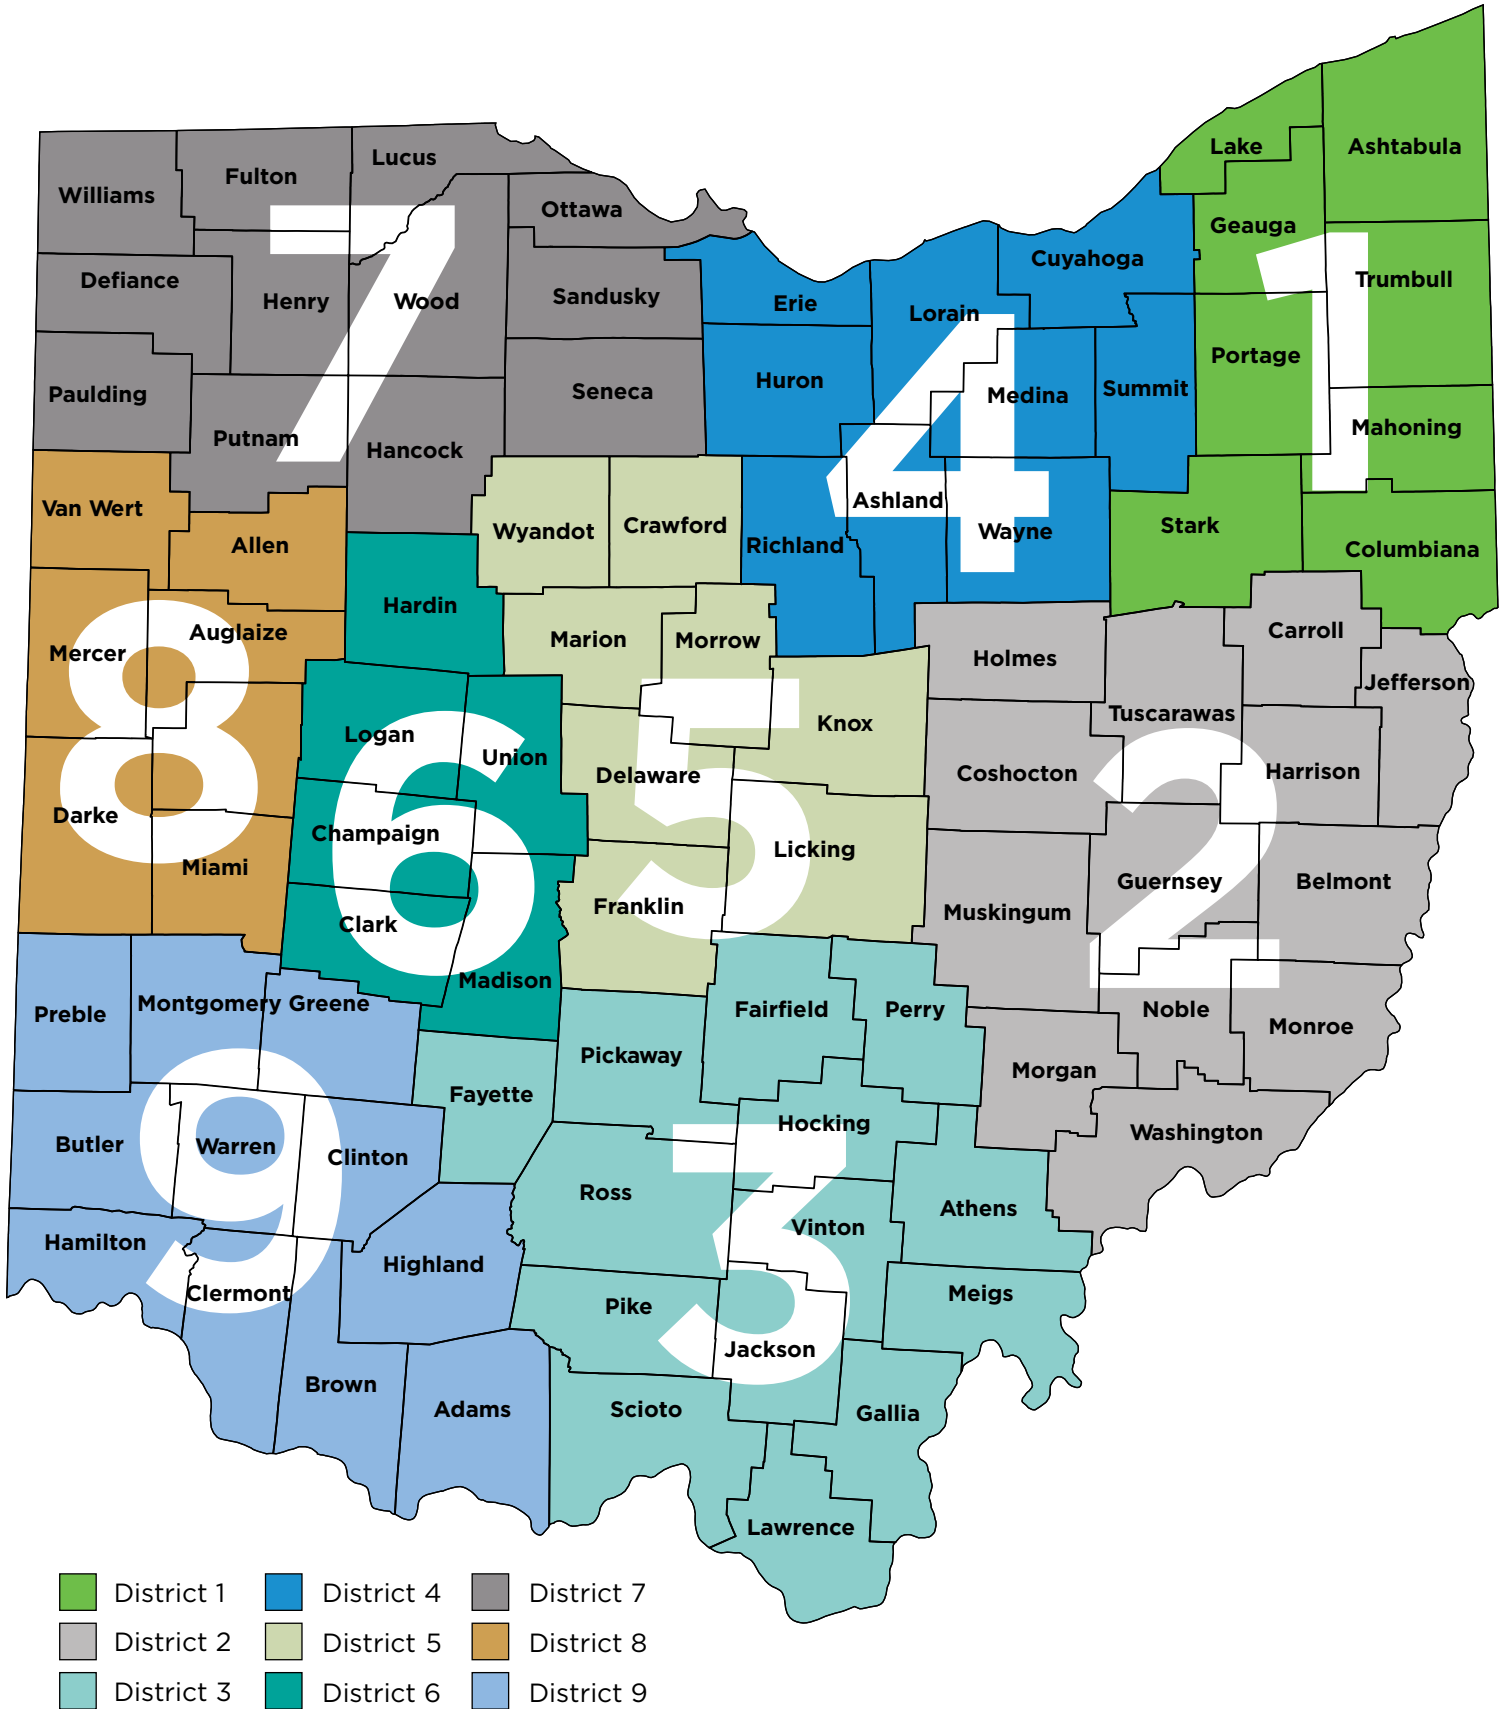 Lake
Ashtabula
Lucus
Fulton
Williams
Ottawa
Geauga
Cuyahoga
Trumbull
Defiance
Henry
Wood
Sandusky
Erie
Lorain
7
1
Portage
Huron
Medina
Summit
Paulding
Seneca
Mahoning
Putnam
Hancock
4
Van Wert
Ashland
Wyandot
Crawford
Stark
Allen
Richland
Wayne
Columbiana
Hardin
Auglaize
Marion
Morrow
Carroll
Mercer
Holmes
Jefferson
8
Logan
Knox
Tuscarawas
Union
Delaware
Coshocton
Harrison
Darke
5
6
Champaign
Licking
2
Miami
Guernsey
Belmont
Clark
Franklin
Muskingum
Madison
Preble
Montgomery
Greene
Fairfield
Perry
Noble
Monroe
Pickaway
Morgan
Fayette
Hocking
Butler
Warren
Clinton
Washington
9
Ross
Athens
Vinton
3
Hamilton
Highland
Clermont
Pike
Meigs
Jackson
Brown
Adams
Scioto
Gallia
Lawrence
District 1
District 4
District 7
District 2
District 5
District 8
District 3
District 6
District 9